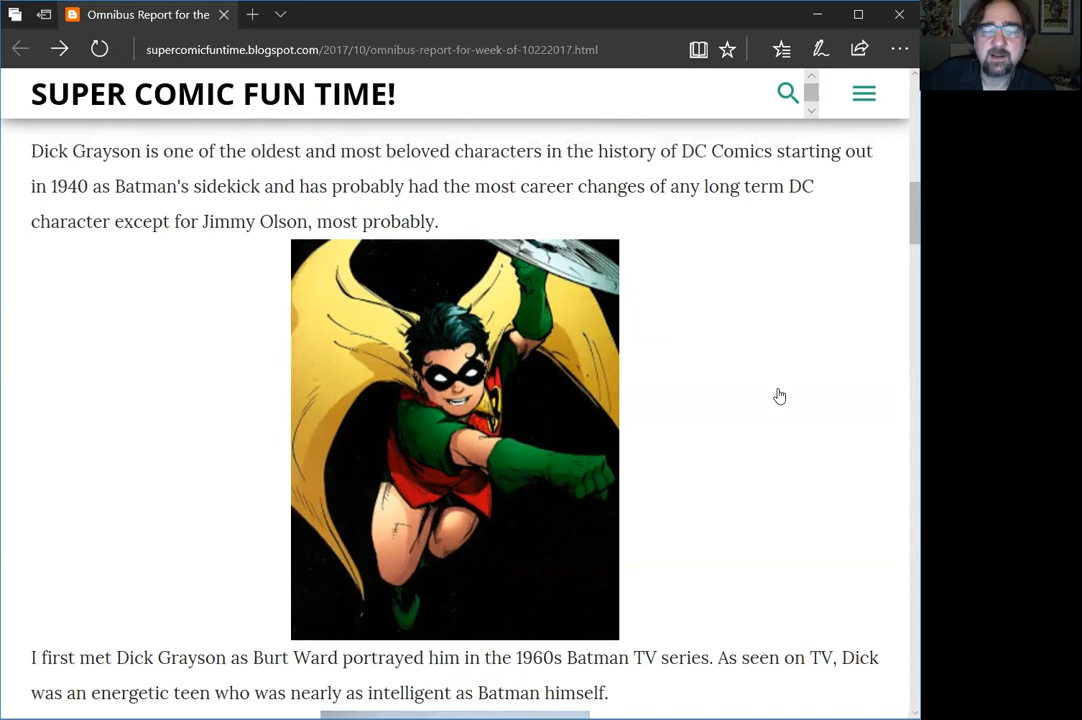 Omnibus Report for the
supercomicfuntime.blogspot.com/2017/10/omnibus-report-for-week-of-10222017.html
SUPER COMIC FUN TIME!
Dick Grayson is one of the oldest and most beloved characters in the history of DC Comics starting out
in 1940 as Batman's sidekick and has probably had the most career changes of any long term DC
character except for Jimmy Olson, most probably.
I first met Dick Grayson as Burt Ward portrayed him in the 1960s Batman TV series. As seen on TV, Dick
was an energetic teen who was nearly as intelligent as Batman himself.